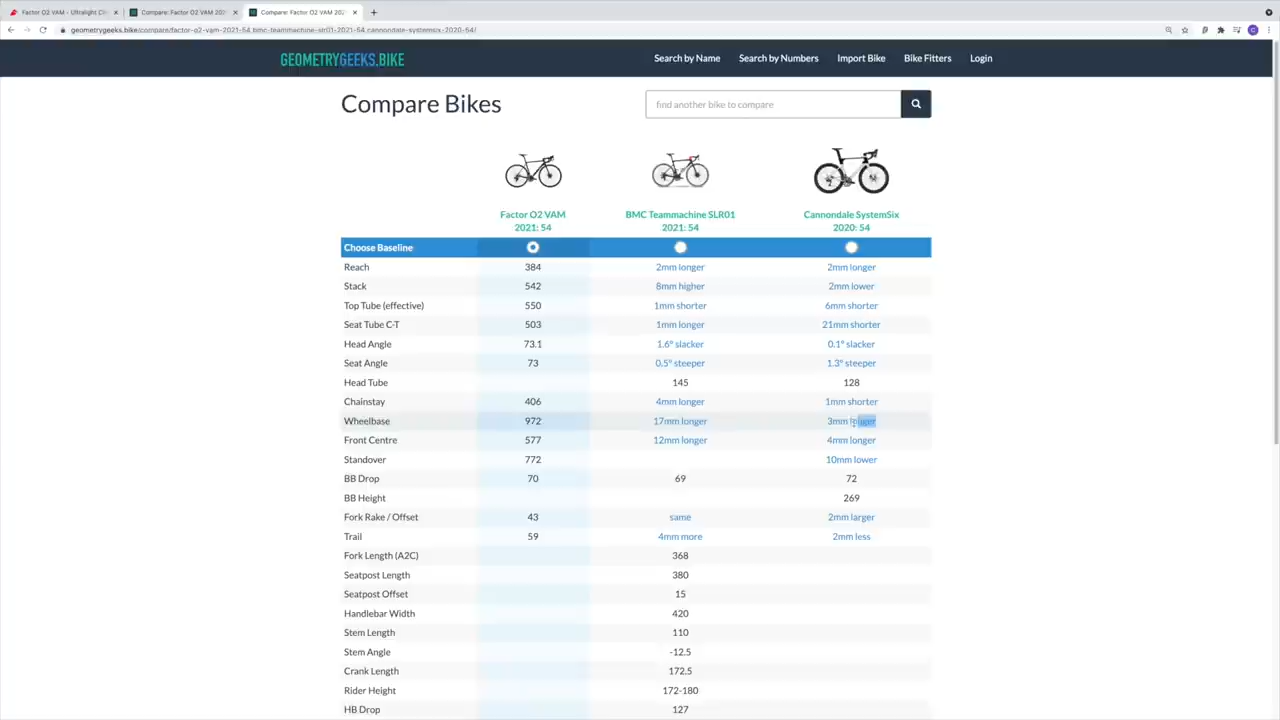 Factor O2 VAM - Ultralight Cli
Compare: Factor O2 VAM 202
Compare: Factor O2 VAM 202
geometrygeeks.bike/compare/factor-o2-vam-2021-54,bmc-teammachine-slr01-2021-54,cannondale-systemsix-2020-54/
GEOMETRYGEEKS.BIKE Search by Name Search by Numbers Import Bike Bike Fitters Login
Compare Bikes find another bike to compare
Factor O2 VAM BMC Teammachine SLR01 Cannondale SystemSix
2021: 54 2021: 54 2020: 54
Choose Baseline
Reach 384 2mm longer 2mm longer
Stack 542 8mm higher 2mm lower
Top Tube (effective) 550 1mm shorter 6mm shorter
Seat Tube C-T 503 1mm longer 21mm shorter
Head Angle 73.1 1.6° slacker 0.1° slacker
Seat Angle 73 0.5° steeper 1.3° steeper
Head Tube 145 128
Chainstay 406 4mm longer 1mm shorter
Wheelbase 972 17mm longer 3mm longer
Front Centre 577 12mm longer 4mm longer
Standover 772 10mm lower
BB Drop 70 69 72
BB Height 269
Fork Rake / Offset 43 same 2mm larger
Trail 59 4mm more 2mm less
Fork Length (A2C) 368
Seatpost Length 380
Seatpost Offset 15
Handlebar Width 420
Stem Length 110
Stem Angle -12.5
Crank Length 172.5
Rider Height 172-180
HB Drop 127